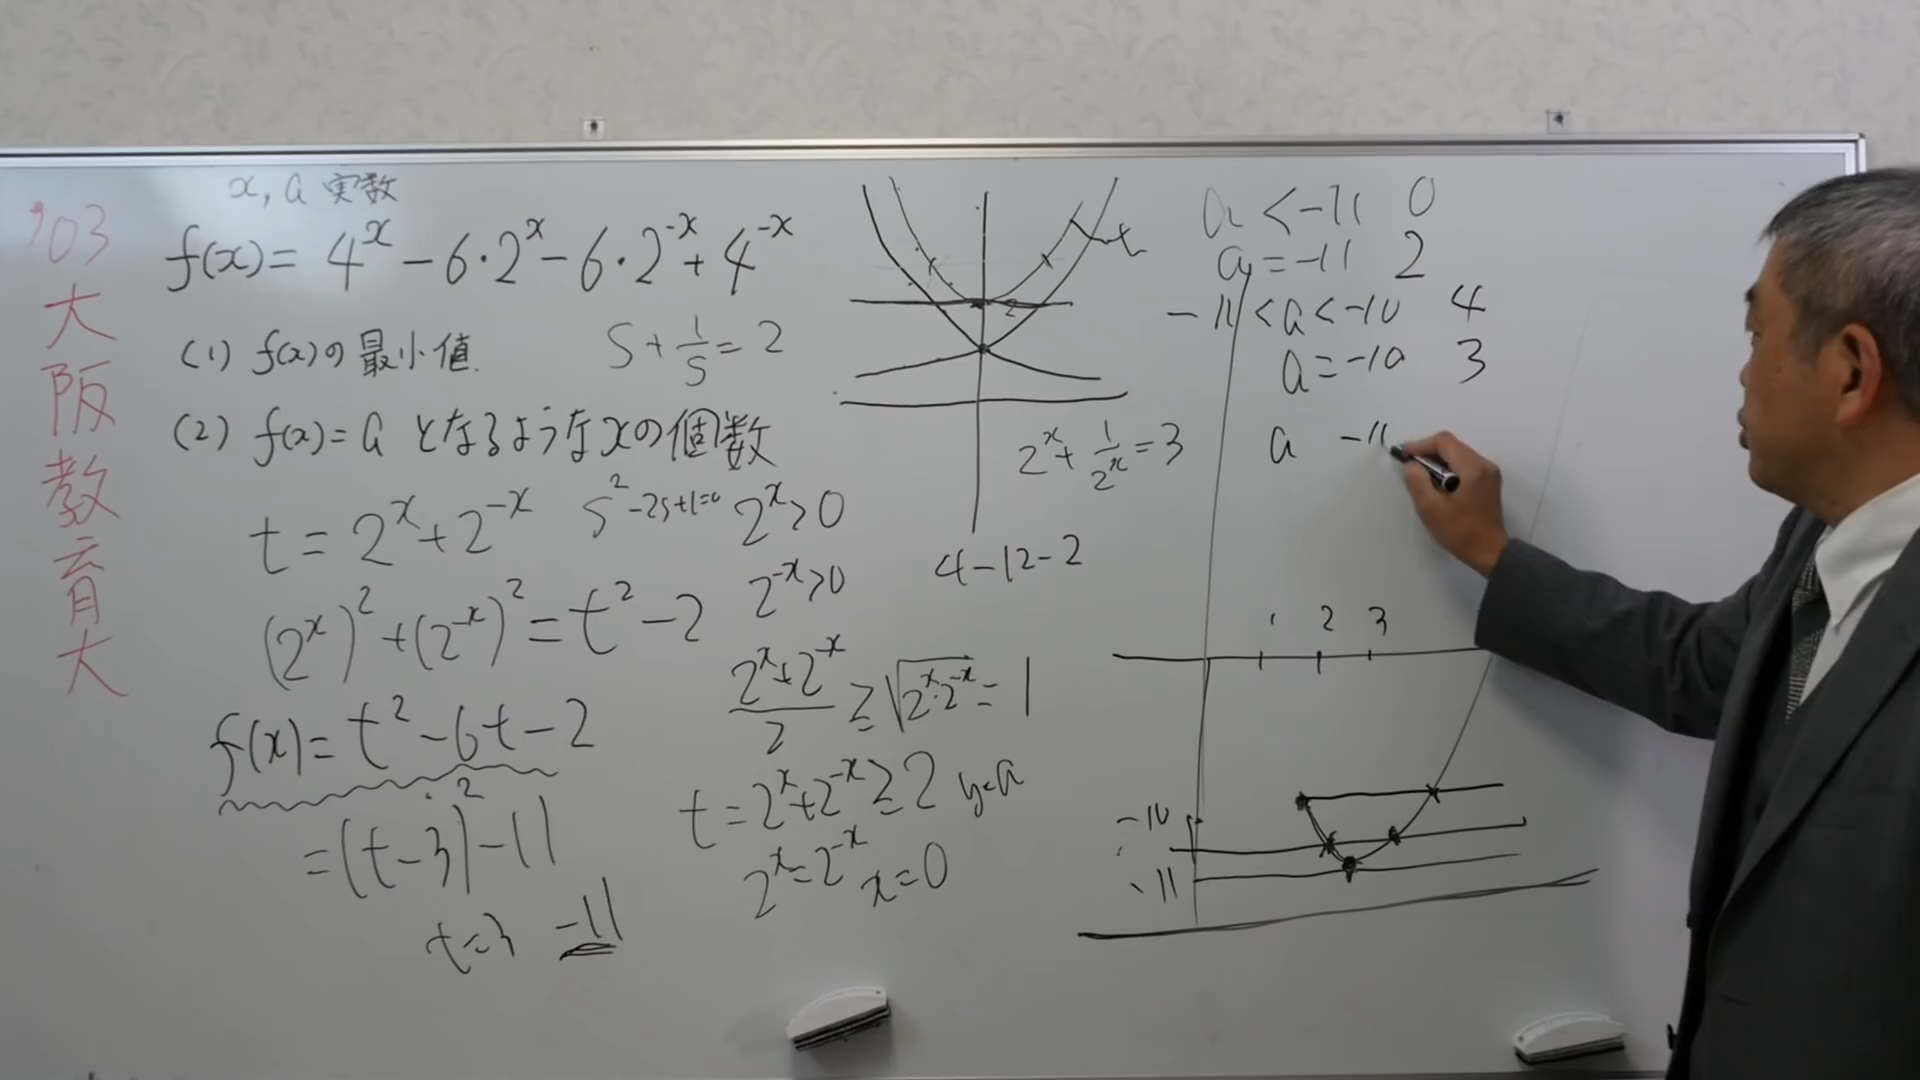 '03 大阪教育大
x, a 実数
f(x) = 4^x - 6・2^x - 6・2^-x + 4^-x
(1) f(x)の最小値.
S + 1/S = 2
(2) f(x) = a となるようなxの個数
t = 2^x + 2^-x
S^2 - 2S + 1 = 0
2^x > 0
2^-x > 0
(2^x)^2 + (2^-x)^2 = t^2 - 2
f(x) = t^2 - 6t - 2
= (t - 3)^2 - 11
t = 3 -11
(2^x + 2^-x)/2 ≧ √(2^x・2^-x) = 1
t = 2^x + 2^-x ≧ 2
y = a
2^x = 2^-x
x = 0
t
2
2^x + 1/2^x = 3
4 - 12 - 2
a < -11 0
a = -11 2
-11 < a < -10 4
a = -10 3
a -11
y
1 2 3
-10
-11